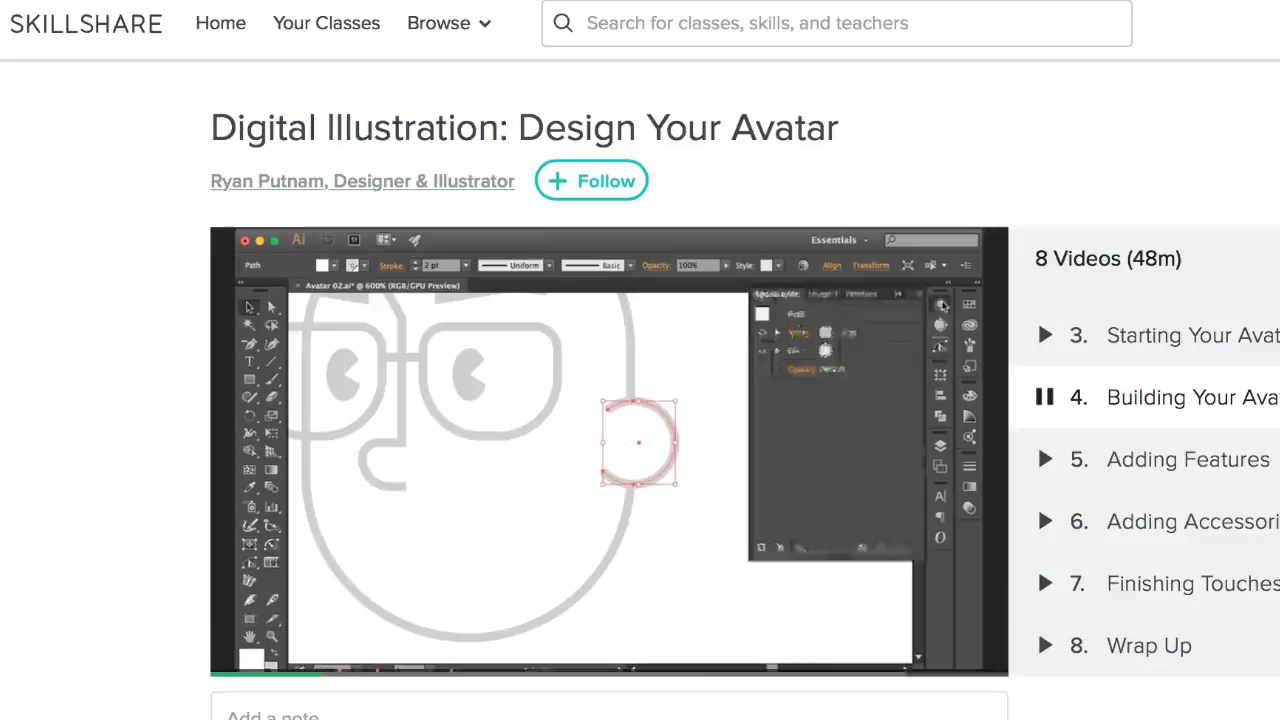 SKILLSHARE Home Your Classes Browse Search for classes, skills, and teachers
Digital Illustration: Design Your Avatar
Ryan Putnam, Designer & Illustrator + Follow
Ai St Essentials
Path Stroke: 2 pt Uniform Basic Opacity: 100% Style: Align Transform
× Avatar 02.ai* @ 600% (RGB/GPU Preview)
8 Videos (48m)
3. Starting Your Avat
4. Building Your Ava
5. Adding Features
6. Adding Accessori
7. Finishing Touches
8. Wrap Up
Add a note